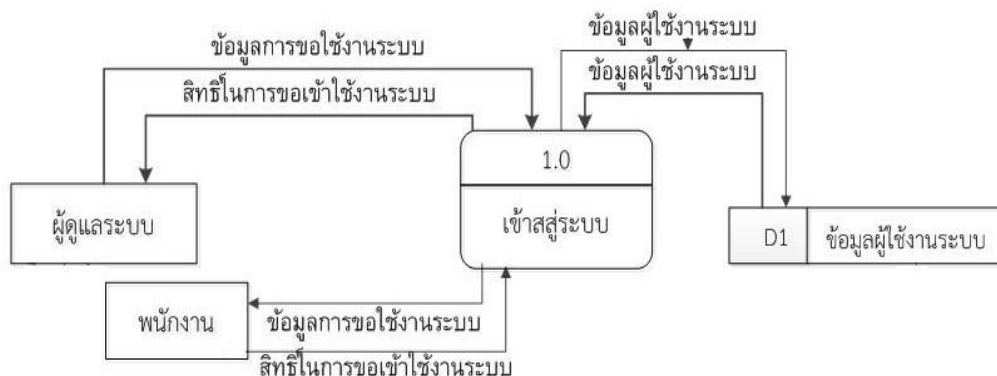 ข้อมูลการขอใช้งานระบบ
สิทธิ์ในการขอเข้าใช้งานระบบ
ข้อมูลผู้ใช้งานระบบ
ข้อมูลผู้ใช้งานระบบ
1.0
เข้าสสู่ระบบ
ผู้ดูแลระบบ
D1
ข้อมูลผู้ใช้งานระบบ
พนักงาน
ข้อมูลการขอใช้งานระบบ
สิทธิ์ในการขอเข้าใช้งานระบบ